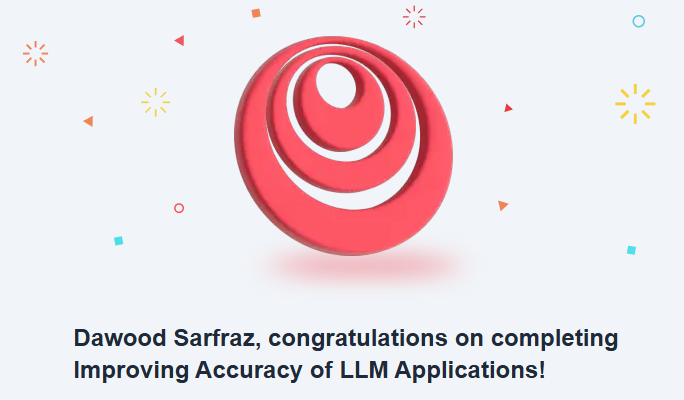 Dawood Sarfraz, congratulations on completing
Improving Accuracy of LLM Applications!